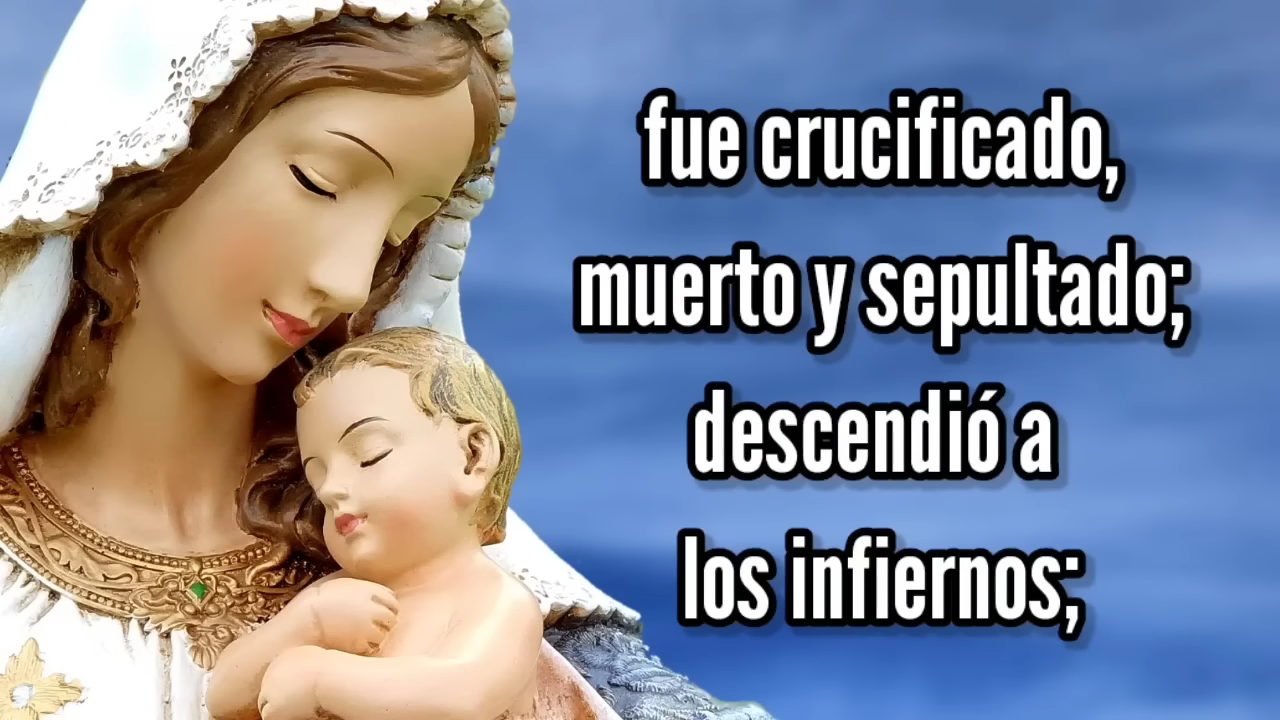 fue crucificado,
muerto y sepultado;
descendió a
los infiernos;